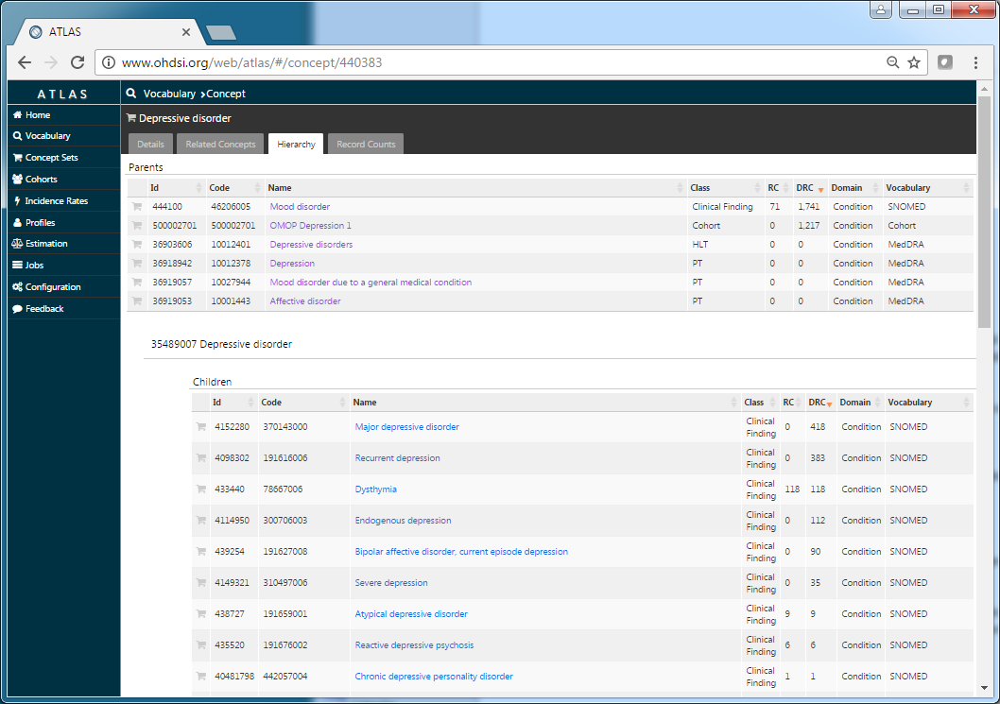 ATLAS
www.ohdsi.org/web/atlas/#/concept/440383
ATLAS
Vocabulary Concept
Home
Vocabulary
Concept Sets
Cohorts
Incidence Rates
Profiles
Estimation
Jobs
Configuration
Feedback
Depressive disorder
Details Related Concepts Hierarchy Record Counts
Parents
Id Code Name Class RC DRC Domain Vocabulary
444100 46206005 Mood disorder Clinical Finding 71 1,741 Condition SNOMED
500002701 500002701 OMOP Depression 1 Cohort 0 1,217 Condition Cohort
36903606 10012401 Depressive disorders HLT 0 0 Condition MedDRA
36918942 10012378 Depression PT 0 0 Condition MedDRA
36919057 10027944 Mood disorder due to a general medical condition PT 0 0 Condition MedDRA
36919053 10001443 Affective disorder PT 0 0 Condition MedDRA
35489007 Depressive disorder
Children
Id Code Name Class RC DRC Domain Vocabulary
4152280 370143000 Major depressive disorder Clinical Finding 0 418 Condition SNOMED
4098302 191616006 Recurrent depression Clinical Finding 0 383 Condition SNOMED
433440 78667006 Dysthymia Clinical Finding 118 118 Condition SNOMED
4114950 300706003 Endogenous depression Clinical Finding 0 112 Condition SNOMED
439254 191627008 Bipolar affective disorder, current episode depression Clinical Finding 0 90 Condition SNOMED
4149321 310497006 Severe depression Clinical Finding 0 35 Condition SNOMED
438727 191659001 Atypical depressive disorder Clinical Finding 9 9 Condition SNOMED
435520 191676002 Reactive depressive psychosis Clinical Finding 6 6 Condition SNOMED
40481798 442057004 Chronic depressive personality disorder Clinical Finding 1 1 Condition SNOMED